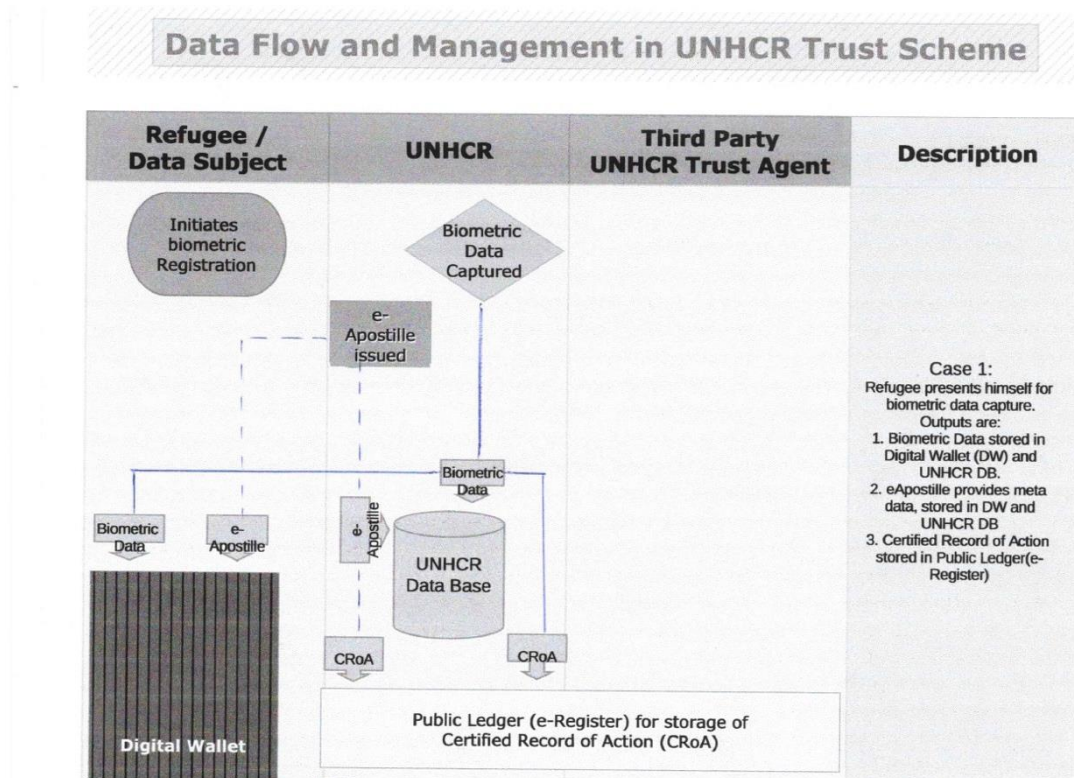 Data Flow and Management in UNHCR Trust Scheme
Refugee /
Data Subject
UNHCR
Third Party
UNHCR Trust Agent
Description
Initiates
biometric
Registration
Biometric
Data
Captured
e-
Apostille
issued
Case 1:
Refugee presents himself for
biometric data capture.
Outputs are:
1. Biometric Data stored in
Digital Wallet (DW) and
UNHCR DB.
2. eApostille provides meta
data, stored in DW and
UNHCR DB
3. Certified Record of Action
stored in Public Ledger(e-
Register)
Biometric
Data
Biometric
Data
e-
Apostille
e-
Apostille
UNHCR
Data Base
CRoA
CRoA
Digital Wallet
Public Ledger (e-Register) for storage of
Certified Record of Action (CRoA)